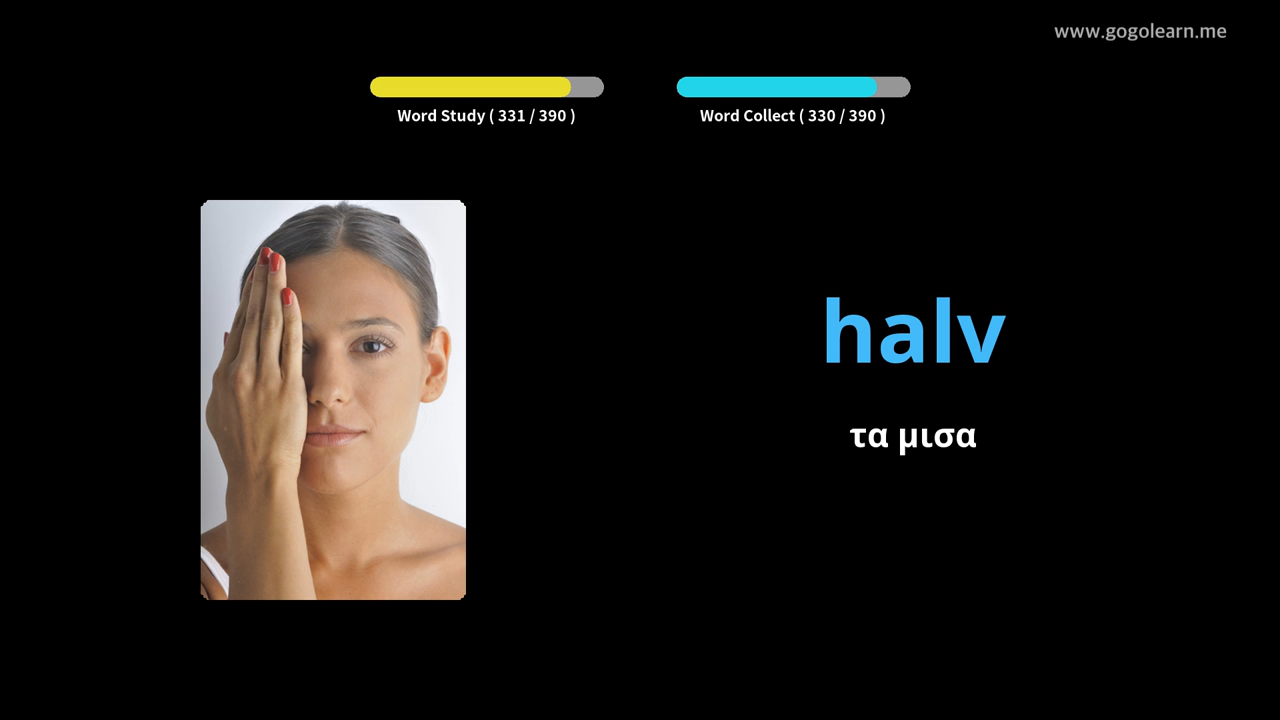 www.gogolearn.me
Word Study ( 331 / 390 )
Word Collect ( 330 / 390 )
halv
τα μισα